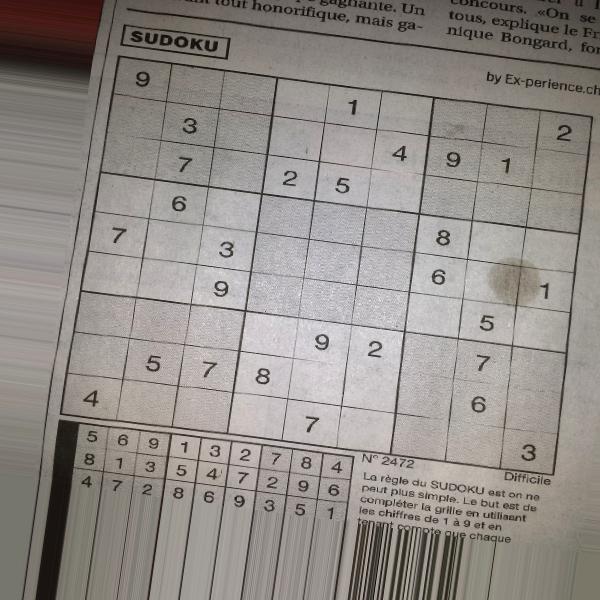 gagnante. Un
tout honorifique, mais ga-
concours. «On se
tous, explique le
nique Bongard,
SUDOKU
by Ex-perience.ch
9 1 2
3 4 9 1
7 2 5
6 8
7 3 6 1
9 5
9 2 7
5 7 8 6
4 7 3
5 6 9 1 3 2 7 8 4
8 1 3 5 4 7 2 9 6
4 7 2 8 6 9 3 5 1
N° 2472
Difficile
La règle du SUDOKU est on ne
peut plus simple. Le but est de
compléter la grille en utilisant
les chiffres de 1 à 9 et en
tenant compte que chaque